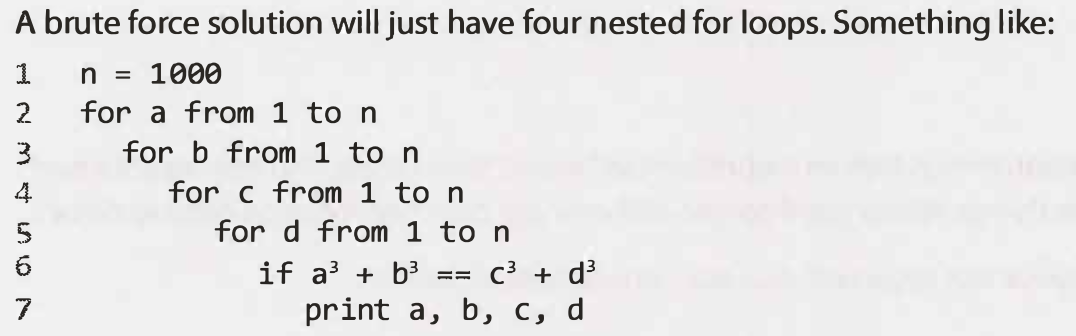 A brute force solution will just have four nested for loops. Something like:
1 n = 1000
2 for a from 1 to n
3 for b from 1 to n
4 for c from 1 to n
5 for d from 1 to n
6 if a³ + b³ == c³ + d³
7 print a, b, c, d